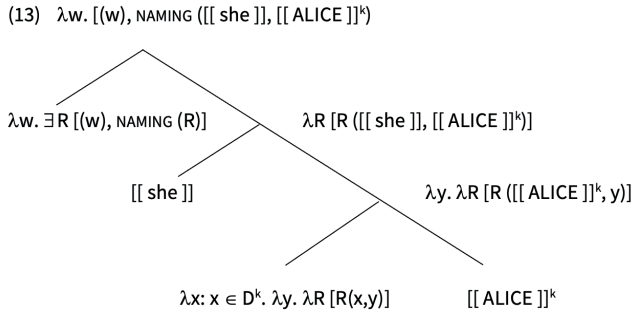 (13) λw. [(w), NAMING ([[ she ]], [[ ALICE ]]ᵏ)
λw. ∃R [(w), NAMING (R)] λR [R ([[ she ]], [[ ALICE ]]ᵏ)]
[[ she ]] λy. λR [R ([[ ALICE ]]ᵏ, y)]
λx: x ∈ Dᵏ. λy. λR [R(x,y)] [[ ALICE ]]ᵏ